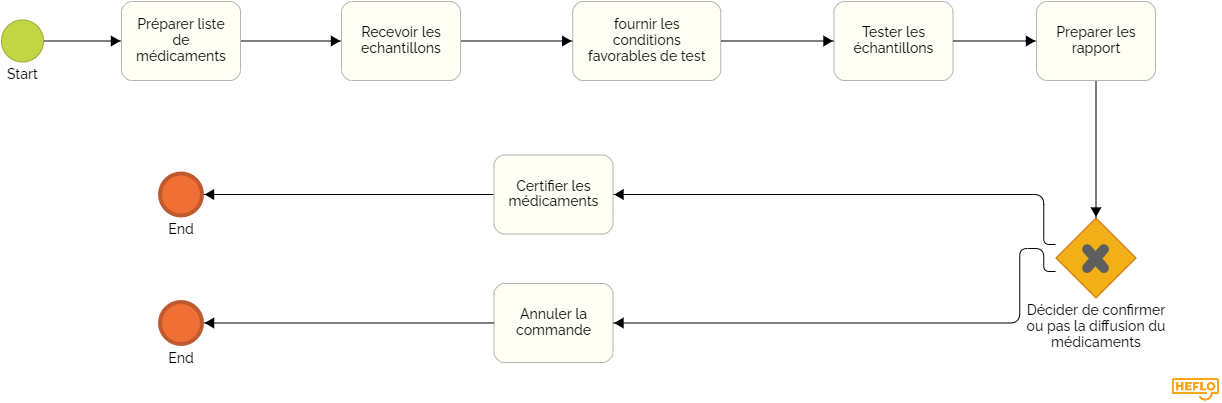 Start
Préparer liste
de
médicaments
Recevoir les
echantillons
fournir les
conditions
favorables de test
Tester les
échantillons
Preparer les
rapport
Certifier les
médicaments
End
Décider de confirmer
ou pas la diffusion du
médicaments
Annuler la
commande
End
HEFLO